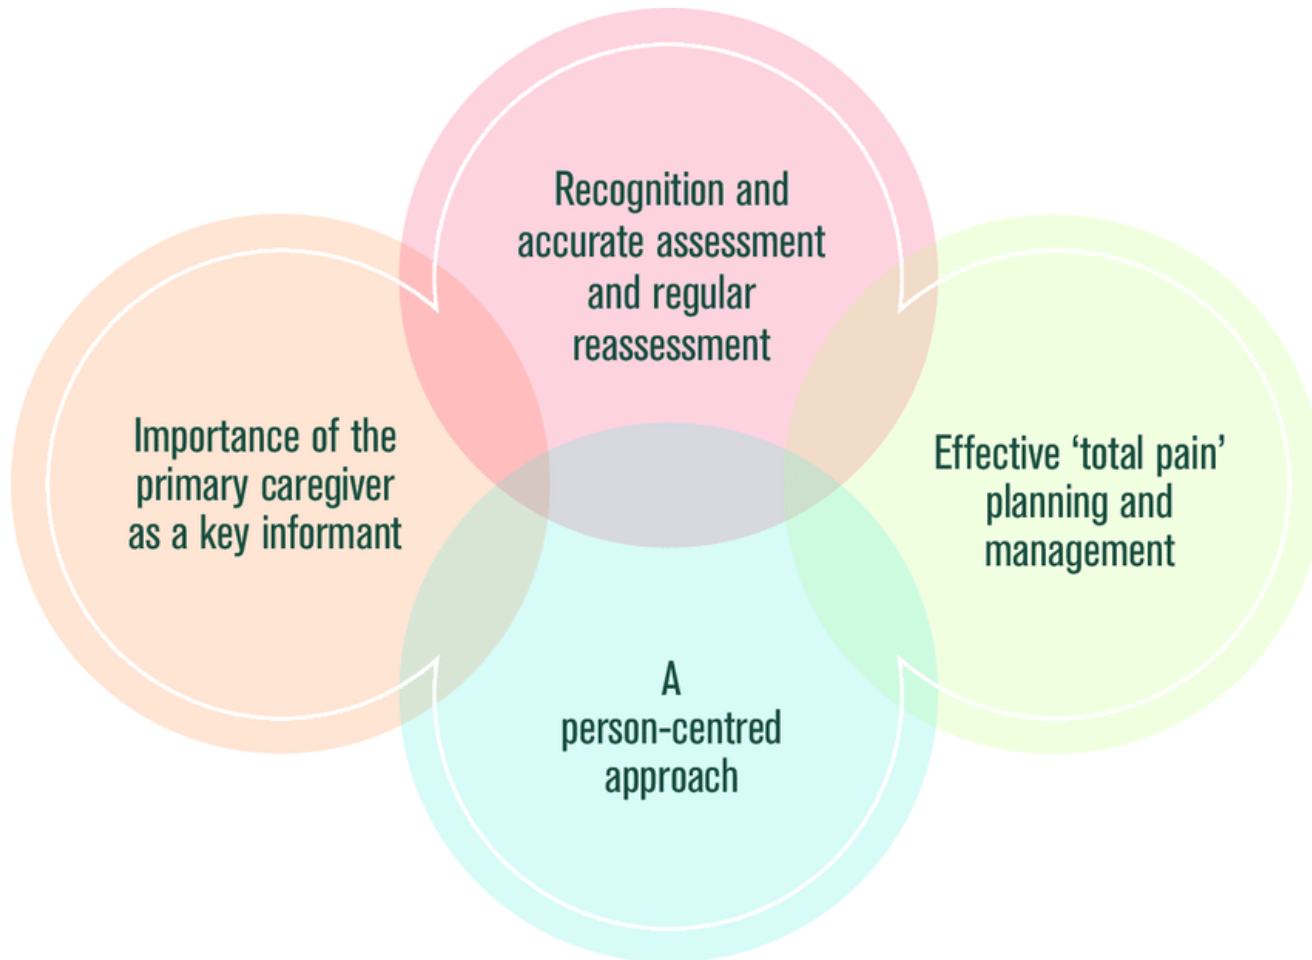 Recognition and
accurate assessment
and regular
reassessment
Importance of the
primary caregiver
as a key informant
Effective ‘total pain’
planning and
management
A
person-centred
approach